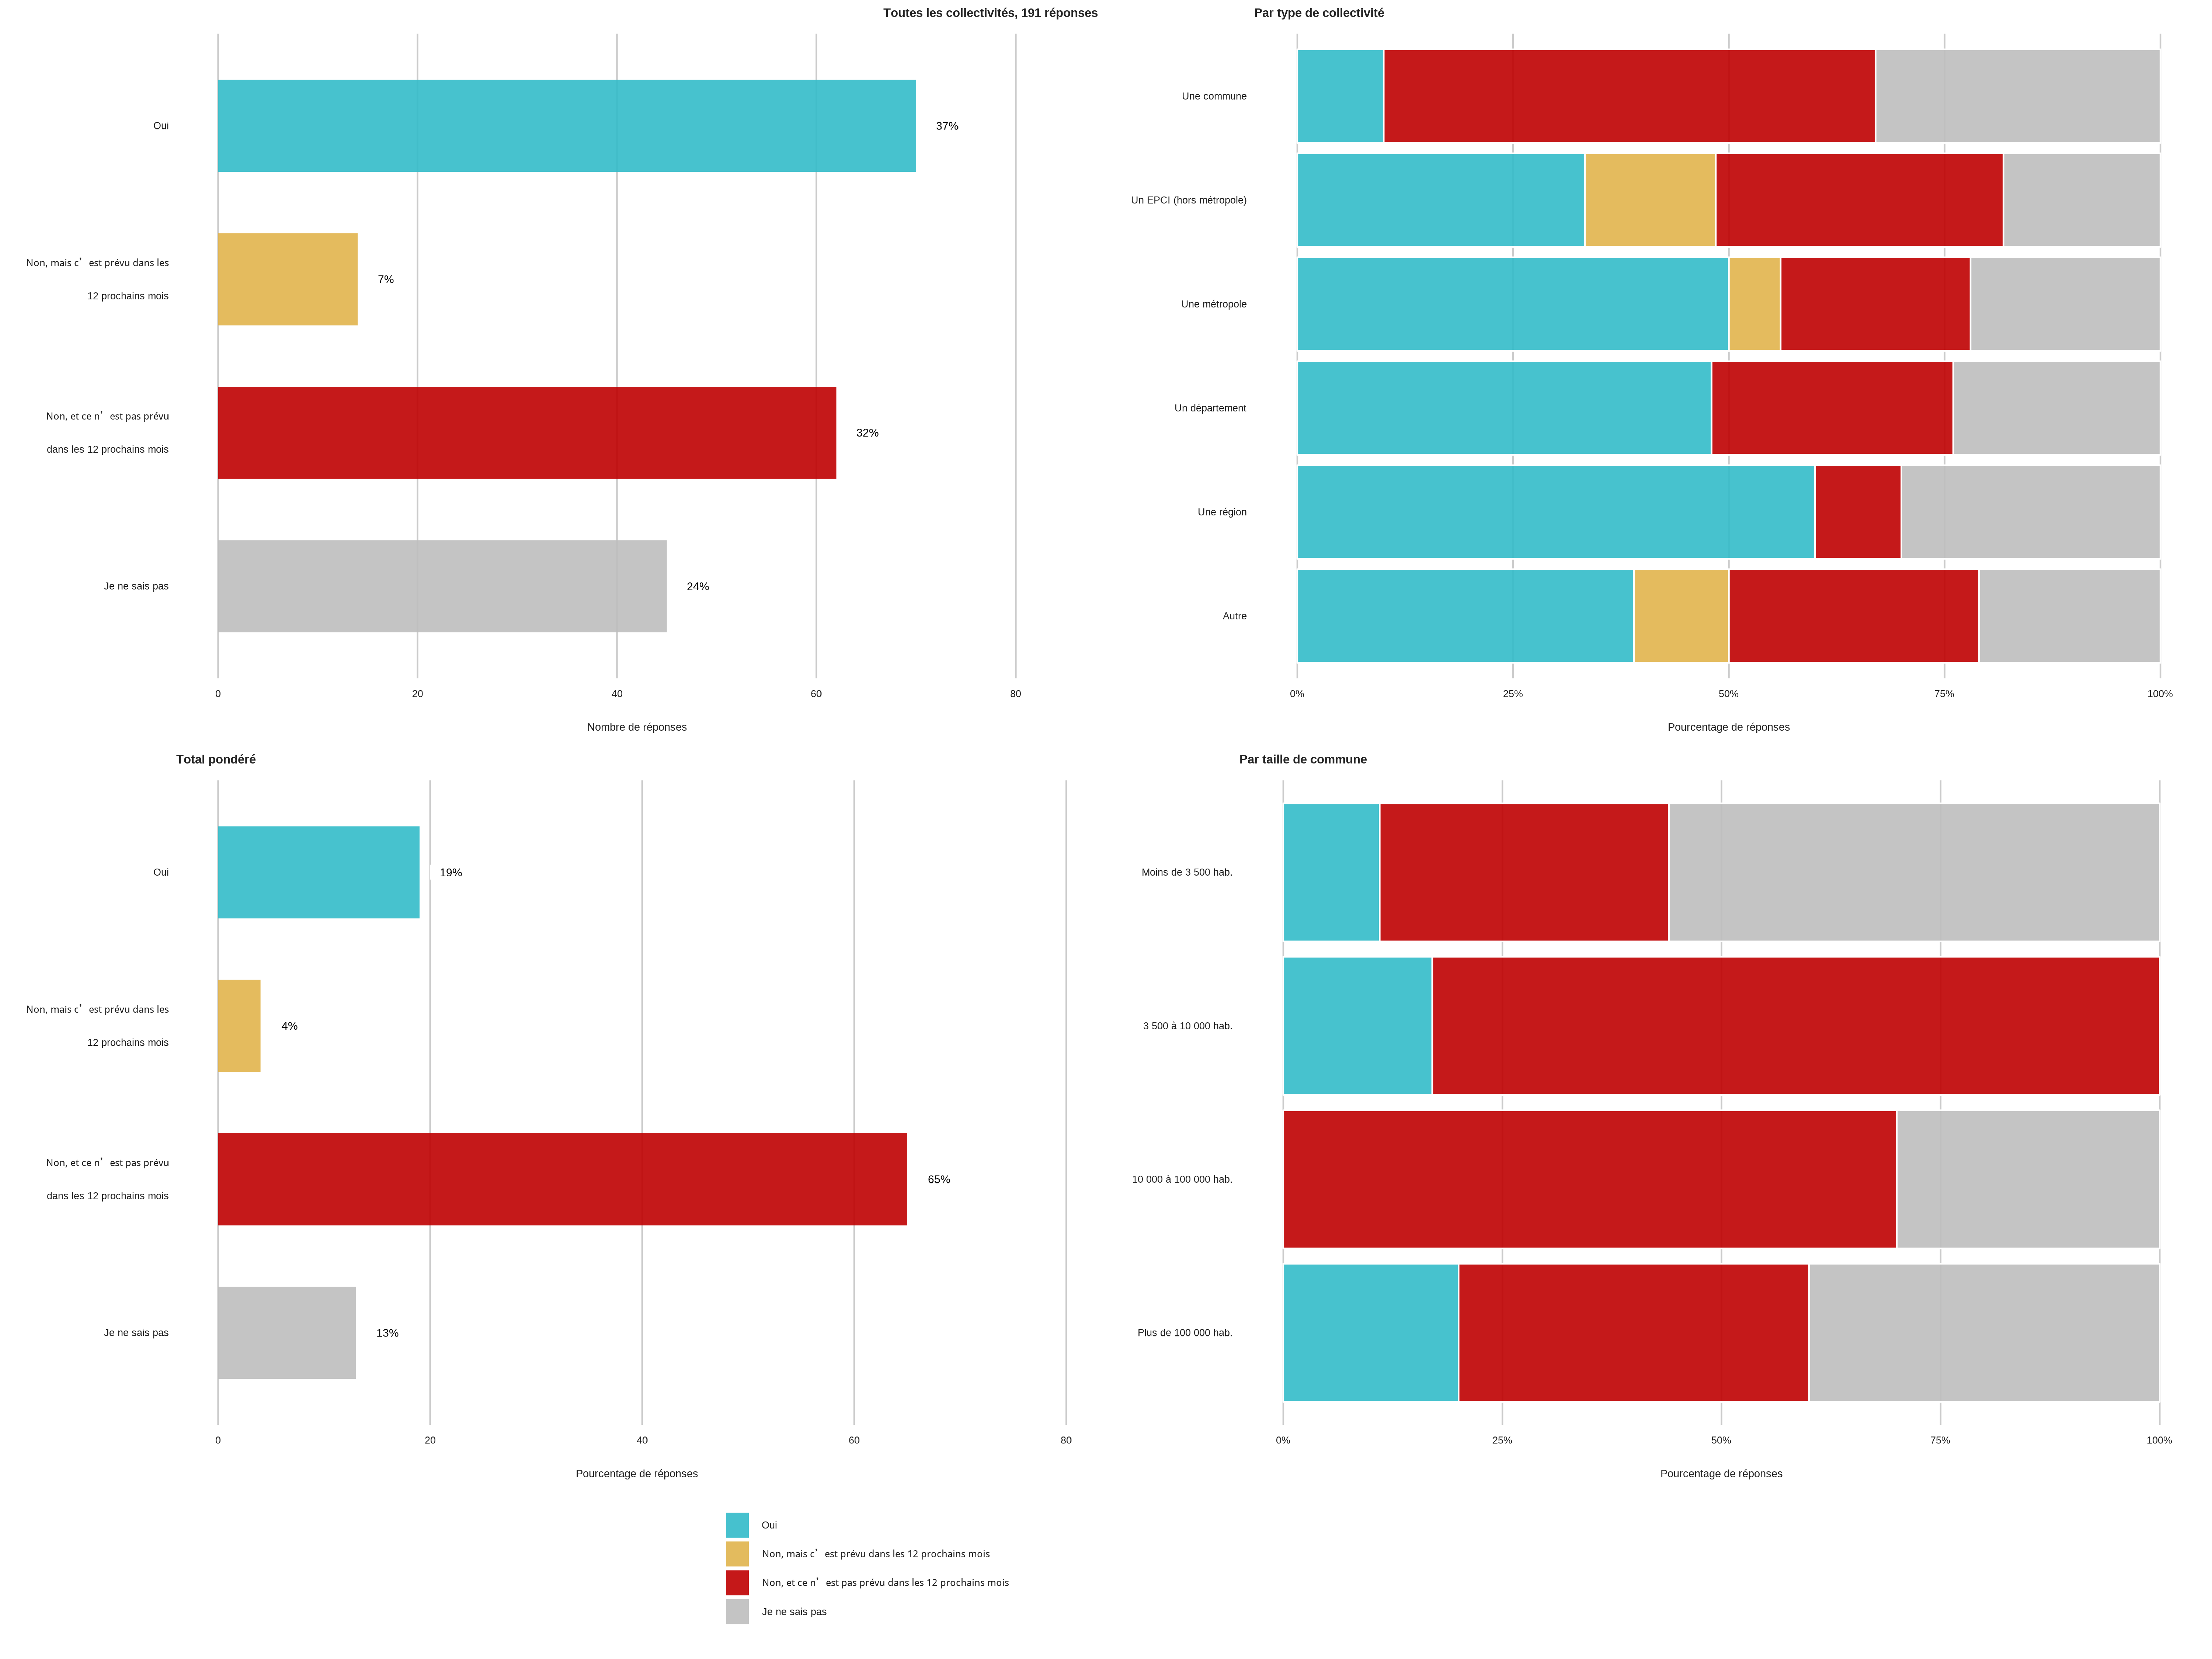 Toutes les collectivités, 191 réponses
Oui
37%
Non, mais c’est prévu dans les
12 prochains mois
7%
Non, et ce n’est pas prévu
dans les 12 prochains mois
32%
Je ne sais pas
24%
0 20 40 60 80
Nombre de réponses
Par type de collectivité
Une commune
Un EPCI (hors métropole)
Une métropole
Un département
Une région
Autre
0% 25% 50% 75% 100%
Pourcentage de réponses
Total pondéré
Oui
19%
Non, mais c’est prévu dans les
12 prochains mois
4%
Non, et ce n’est pas prévu
dans les 12 prochains mois
65%
Je ne sais pas
13%
0 20 40 60 80
Pourcentage de réponses
Par taille de commune
Moins de 3 500 hab.
3 500 à 10 000 hab.
10 000 à 100 000 hab.
Plus de 100 000 hab.
0% 25% 50% 75% 100%
Pourcentage de réponses
Oui
Non, mais c’est prévu dans les 12 prochains mois
Non, et ce n’est pas prévu dans les 12 prochains mois
Je ne sais pas